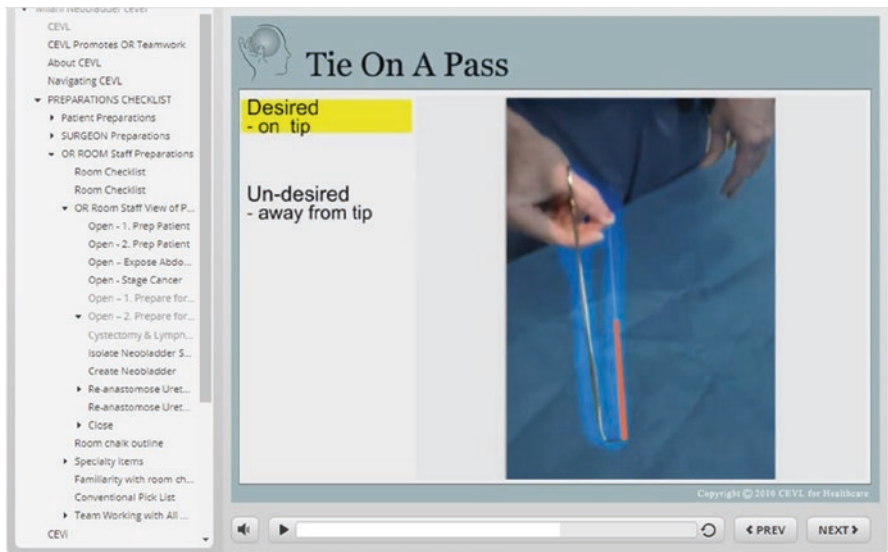 CEVL
CEVL Promotes OR Teamwork
About CEVL
Navigating CEVL
PREPARATIONS CHECKLIST
Patient Preparations
SURGEON Preparations
OR ROOM Staff Preparations
Room Checklist
Room Checklist
OR Room Staff View of P...
Open - 1. Prep Patient
Open - 2. Prep Patient
Open – Expose Abdo...
Open - Stage Cancer
Open – 1. Prepare for...
Open – 2. Prepare for...
Cystectomy & Lymph...
Isolate Neobladder S...
Create Neobladder
Re-anastomose Uret...
Re-anastomose Uret...
Close
Room chalk outline
Specialty items
Familiarity with room ch...
Conventional Pick List
Team Working with All ...
CEVl
Tie On A Pass
Desired
- on tip
Un-desired
- away from tip
Copyright © 2010 CEVL for Healthcare
PREV
NEXT